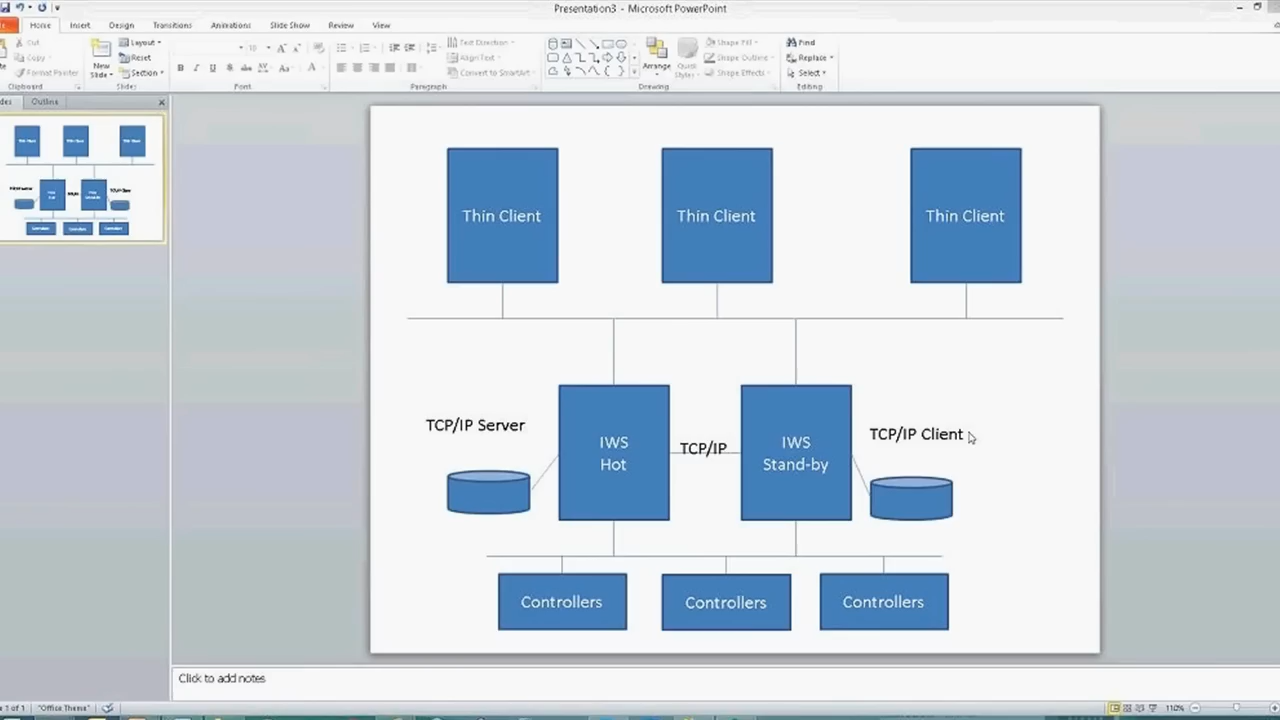 Presentation3 - Microsoft PowerPoint
Home Insert Design Transitions Animations Slide Show Review View
Cut
Copy
Format Painter
Clipboard
New
Slide
Layout
Reset
Section
Slides
Font
Text Direction
Align Text
Convert to SmartArt
Paragraph
Arrange
Quick
Styles
Shape Fill
Shape Outline
Shape Effects
Drawing
Find
Replace
Select
Editing
Outline
Thin Client Thin Client Thin Client
TCP/IP Server
IWS
Hot
TCP/IP
IWS
Stand-by
TCP/IP Client
Controllers Controllers Controllers
Click to add notes
1 of 1 "Office Theme" 110%